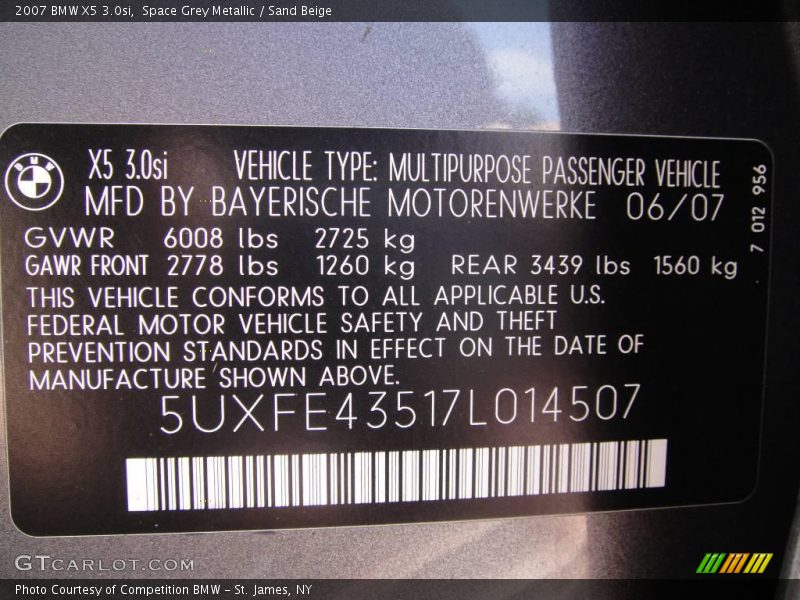 2007 BMW X5 3.0si, Space Grey Metallic / Sand Beige
BMW
X5 3.0si VEHICLE TYPE: MULTIPURPOSE PASSENGER VEHICLE
MFD BY BAYERISCHE MOTORENWERKE 06/07
GVWR 6008 lbs 2725 kg
GAWR FRONT 2778 lbs 1260 kg REAR 3439 lbs 1560 kg
THIS VEHICLE CONFORMS TO ALL APPLICABLE U.S.
FEDERAL MOTOR VEHICLE SAFETY AND THEFT
PREVENTION STANDARDS IN EFFECT ON THE DATE OF
MANUFACTURE SHOWN ABOVE.
5UXFE43517L014507
7 012 956
GTCARLOT.COM
Photo Courtesy of Competition BMW - St. James, NY